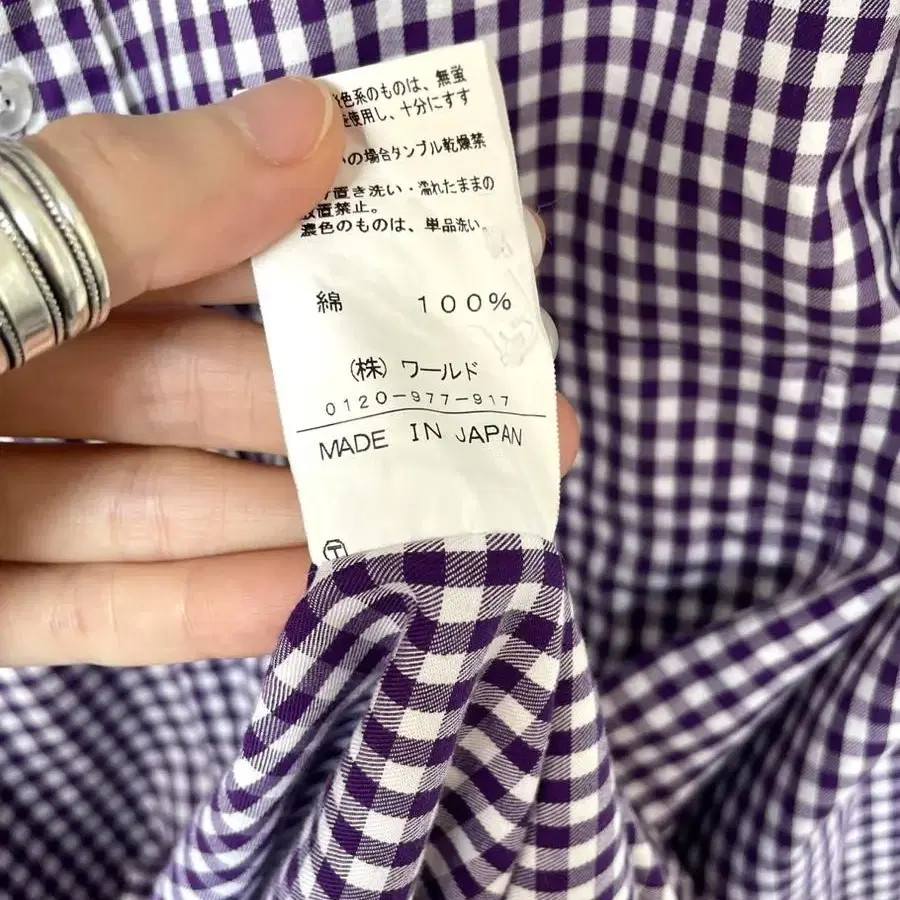 色系のものは、無蛍
を使用し、十分にすす
いの場合タンブル乾燥禁
置き洗い・濡れたままの
放置禁止。
濃色のものは、単品洗い。
綿 100%
(株)ワールド
0120-977-917
MADE IN JAPAN
T